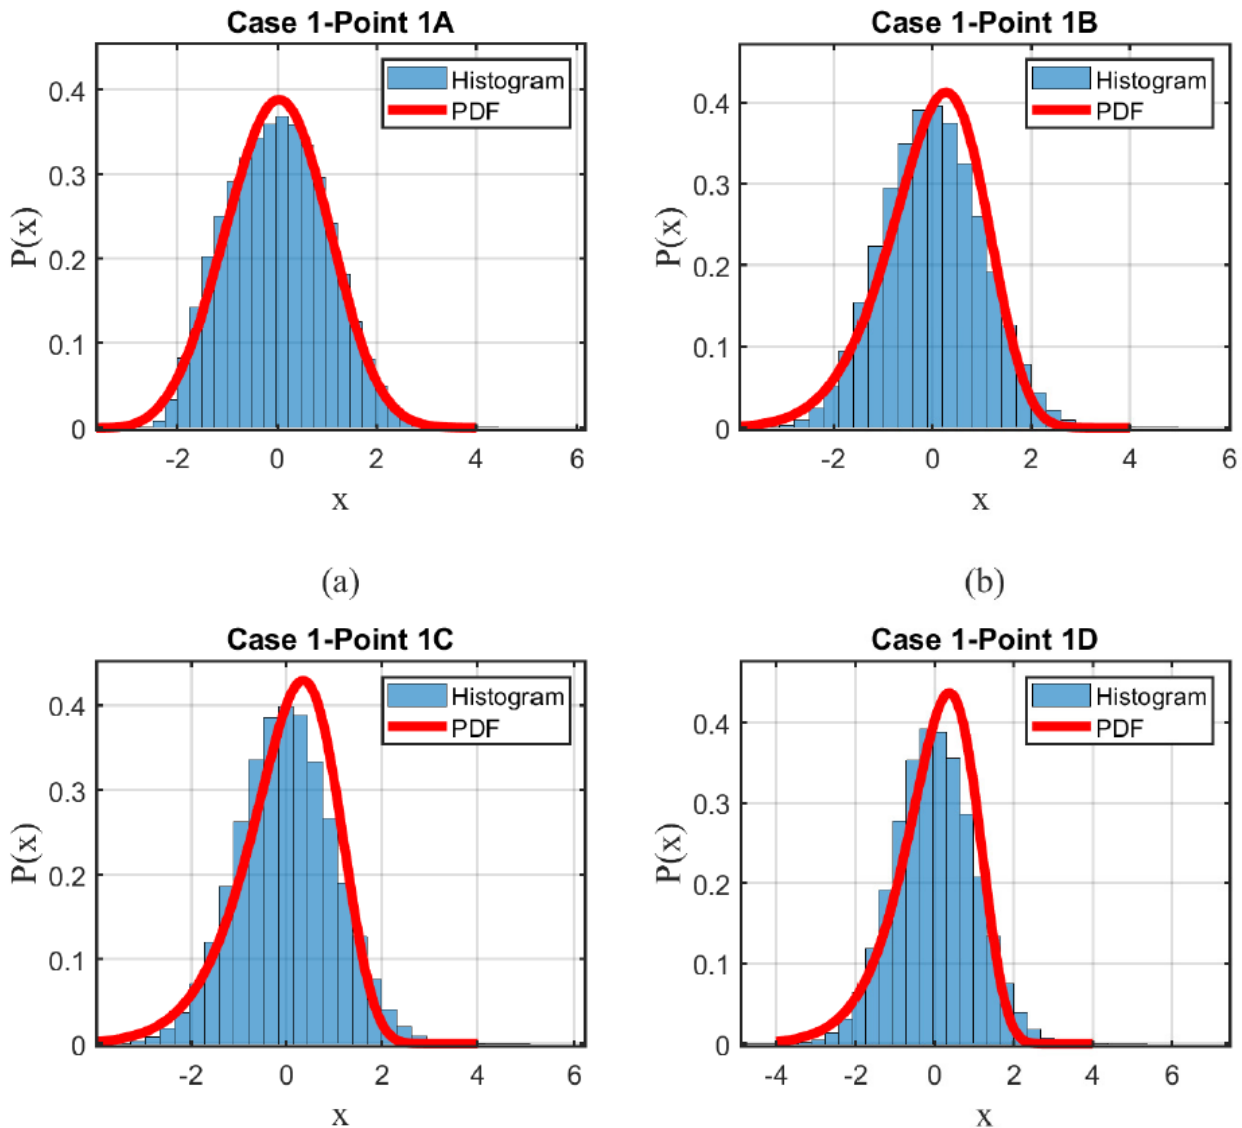 Case 1-Point 1A
Case 1-Point 1B
Histogram
PDF
Histogram
PDF
0.4
0.3
0.2
0.1
0
P(x)
-2 0 2 4 6
x
0.4
0.3
0.2
0.1
0
P(x)
-2 0 2 4 6
x
(a)
(b)
Case 1-Point 1C
Case 1-Point 1D
Histogram
PDF
Histogram
PDF
0.4
0.3
0.2
0.1
0
P(x)
-2 0 2 4 6
x
0.4
0.3
0.2
0.1
0
P(x)
-4 -2 0 2 4 6
x